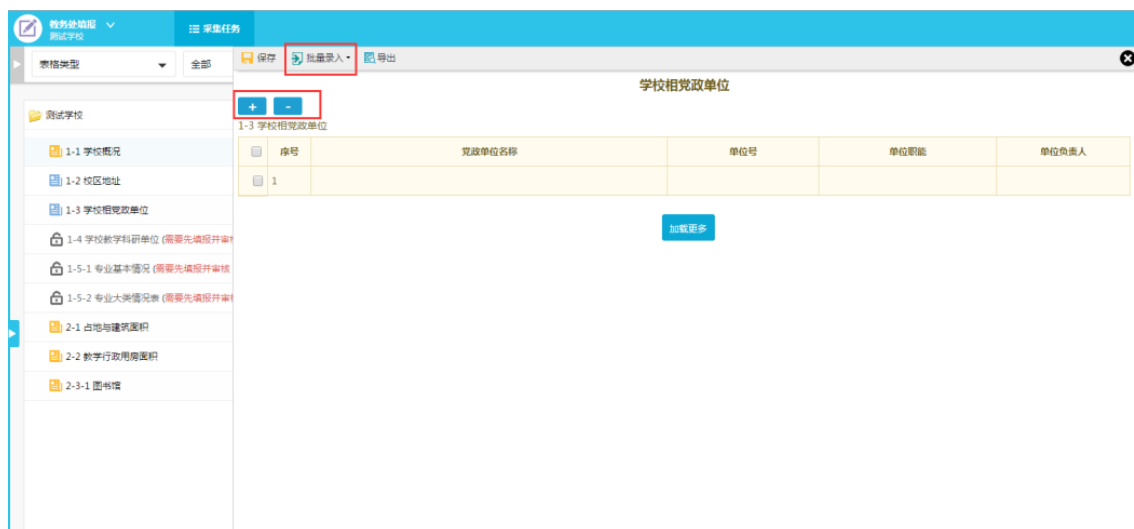 教务处填报
测试学校
采集任务
表格类型
全部
保存
批量录入
导出
学校相党政单位
+
-
1-3 学校相党政单位
测试学校
1-1 学校概况
1-2 校区地址
1-3 学校相党政单位
1-4 学校教学科研单位 (需要先填报并审核
1-5-1 专业基本情况 (需要先填报并审核
1-5-2 专业大类情况表 (需要先填报并审核
2-1 占地与建筑面积
2-2 教学行政用房面积
2-3-1 图书馆
序号
党政单位名称
单位号
单位职能
单位负责人
1
加载更多